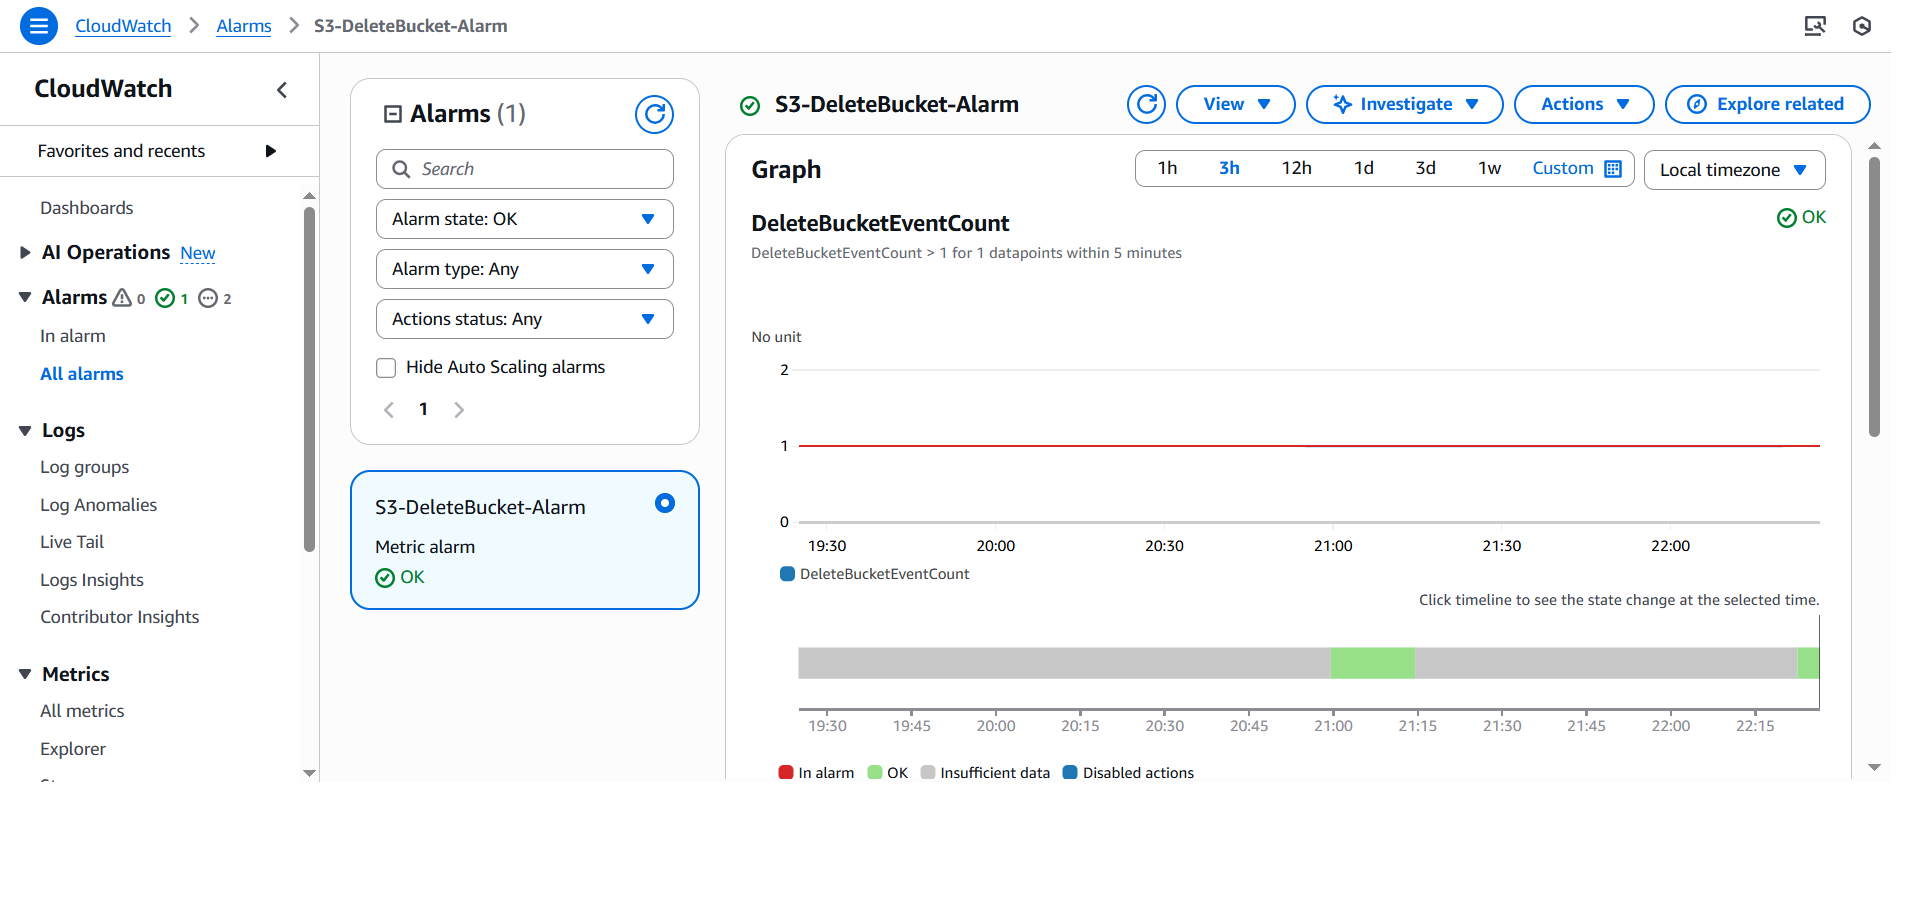 CloudWatch > Alarms > S3-DeleteBucket-Alarm
CloudWatch
Favorites and recents
Dashboards
AI Operations New
Alarms 0 1 2
In alarm
All alarms
Logs
Log groups
Log Anomalies
Live Tail
Logs Insights
Contributor Insights
Metrics
All metrics
Explorer
Alarms (1)
Search
Alarm state: OK
Alarm type: Any
Actions status: Any
Hide Auto Scaling alarms
1
S3-DeleteBucket-Alarm
Metric alarm
OK
S3-DeleteBucket-Alarm
View
Investigate
Actions
Explore related
Graph
1h 3h 12h 1d 3d 1w Custom
Local timezone
DeleteBucketEventCount
OK
DeleteBucketEventCount > 1 for 1 datapoints within 5 minutes
No unit
2
1
0
19:30 20:00 20:30 21:00 21:30 22:00
DeleteBucketEventCount
Click timeline to see the state change at the selected time.
19:30 19:45 20:00 20:15 20:30 20:45 21:00 21:15 21:30 21:45 22:00 22:15
In alarm OK Insufficient data Disabled actions